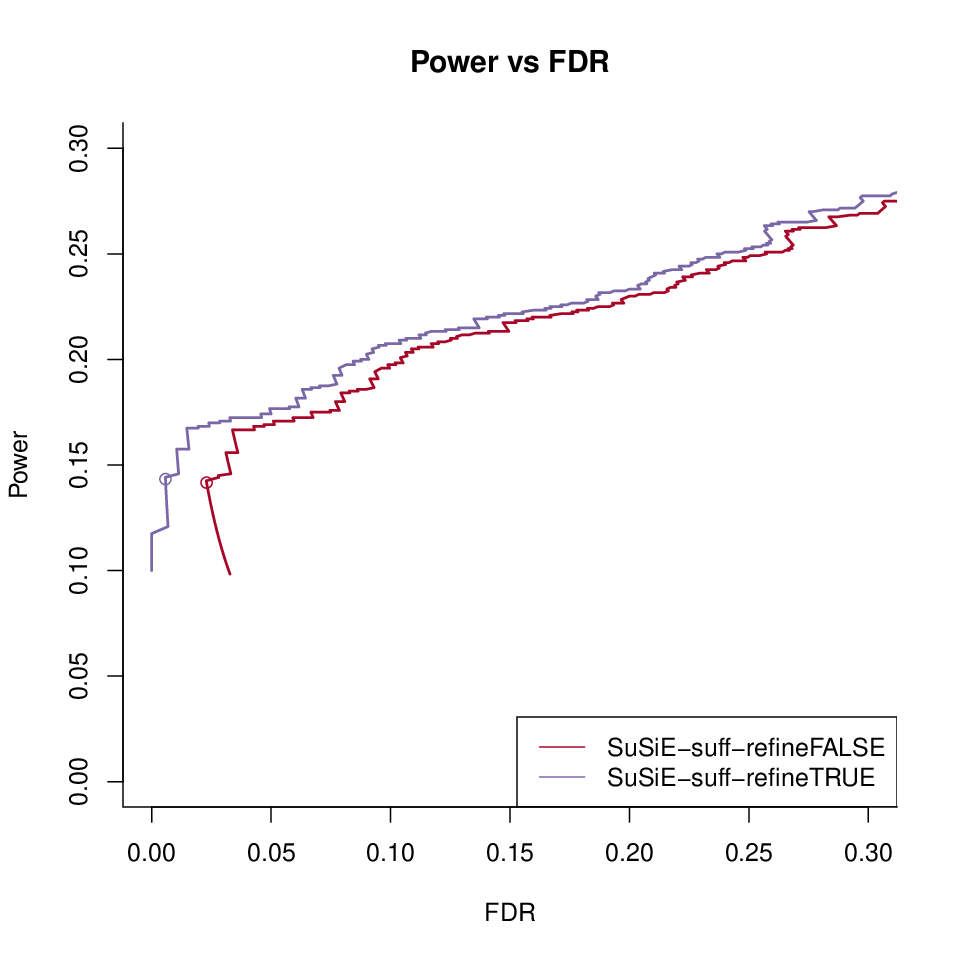 Power vs FDR
Power
0.30
0.25
0.20
0.15
0.10
0.05
0.00
SuSiE−suff−refineFALSE
SuSiE−suff−refineTRUE
0.00 0.05 0.10 0.15 0.20 0.25 0.30
FDR